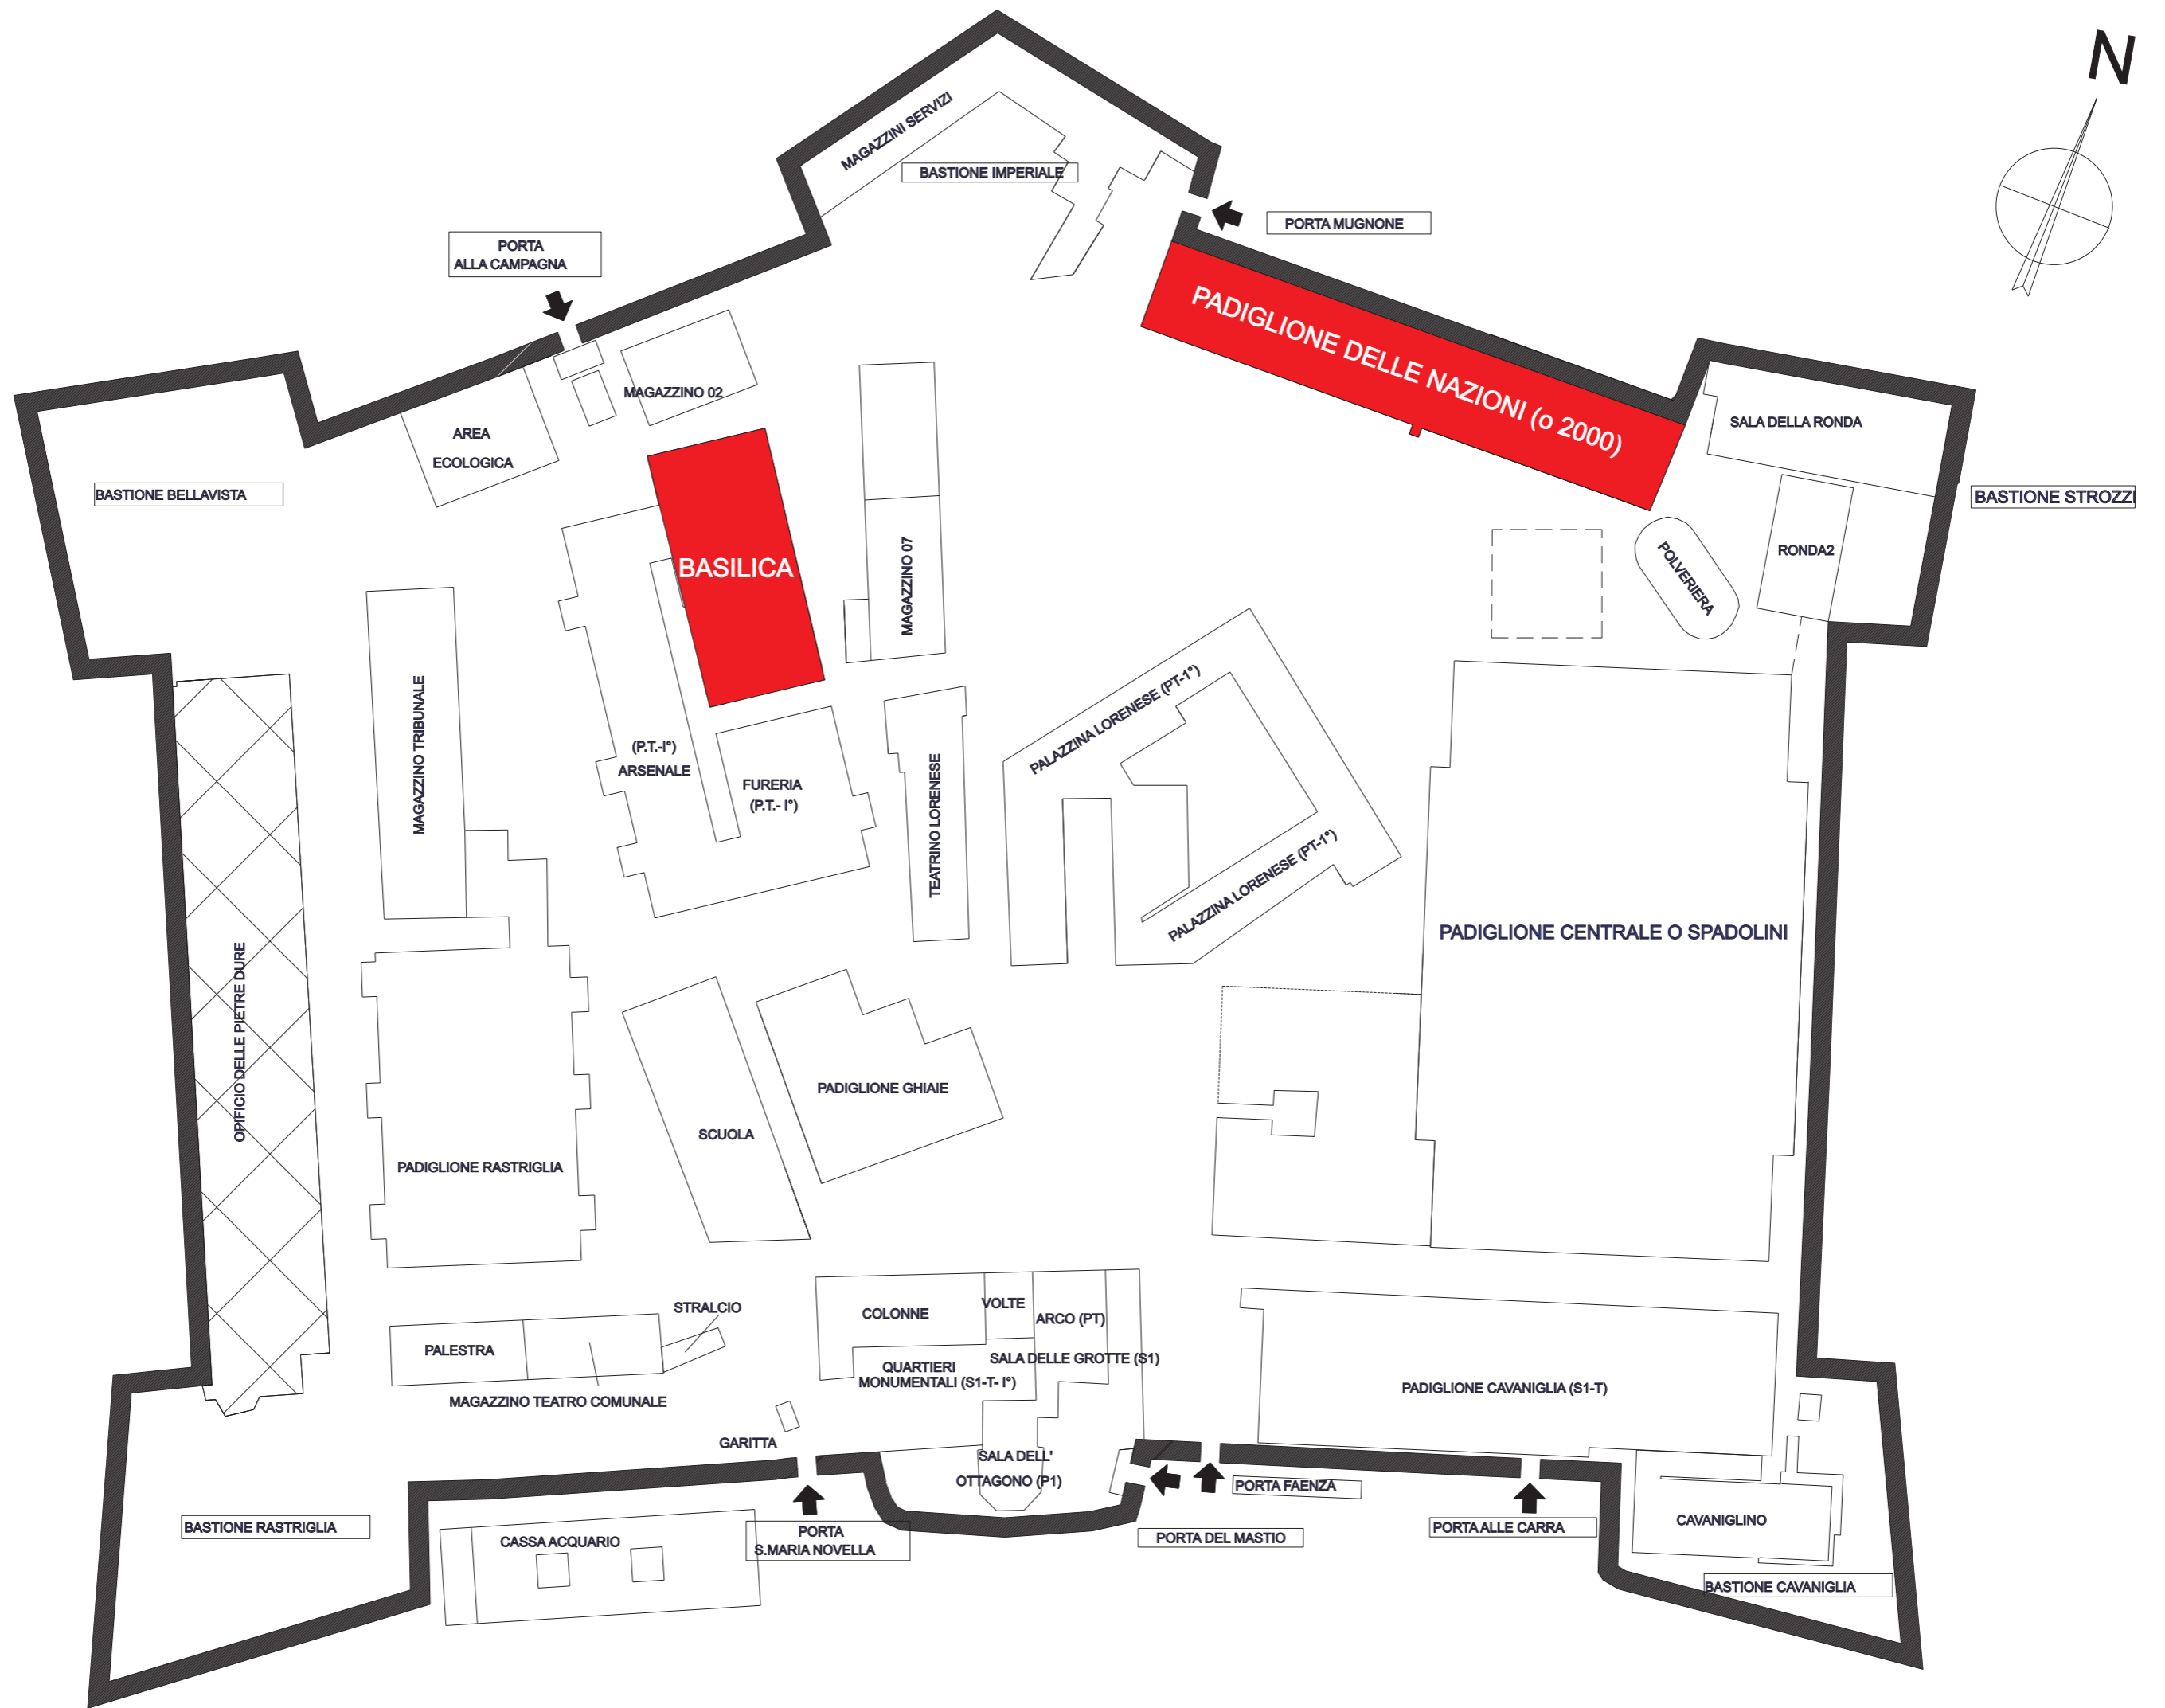 N
MAGAZZINI SERVIZI
BASTIONE IMPERIALE
PORTA MUGNONE
PORTA
ALLA CAMPAGNA
PADIGLIONE DELLE NAZIONI (o 2000)
MAGAZZINO 02
SALA DELLA RONDA
AREA
ECOLOGICA
BASTIONE BELLAVISTA
BASTIONE STROZZI
BASILICA
MAGAZZINO 07
RONDA2
POLVERIERA
MAGAZZINO TRIBUNALE
(P.T.-I°)
ARSENALE
FURERIA
(P.T.- I°)
TEATRINO LORENESE
PALAZZINA LORENESE (PT-1°)
PALAZZINA LORENESE (PT-1°)
PADIGLIONE CENTRALE O SPADOLINI
OPIFICIO DELLE PIETRE DURE
PADIGLIONE GHIAIE
SCUOLA
PADIGLIONE RASTRIGLIA
STRALCIO
COLONNE
VOLTE
ARCO (PT)
PALESTRA
SALA DELLE GROTTE (S1)
QUARTIERI
MONUMENTALI (S1-T- I°)
PADIGLIONE CAVANIGLIA (S1-T)
MAGAZZINO TEATRO COMUNALE
GARITTA
SALA DELL'
OTTAGONO (P1)
PORTA FAENZA
BASTIONE RASTRIGLIA
CASSA ACQUARIO
PORTA
S.MARIA NOVELLA
PORTA DEL MASTIO
PORTA ALLE CARRA
CAVANIGLINO
BASTIONE CAVANIGLIA